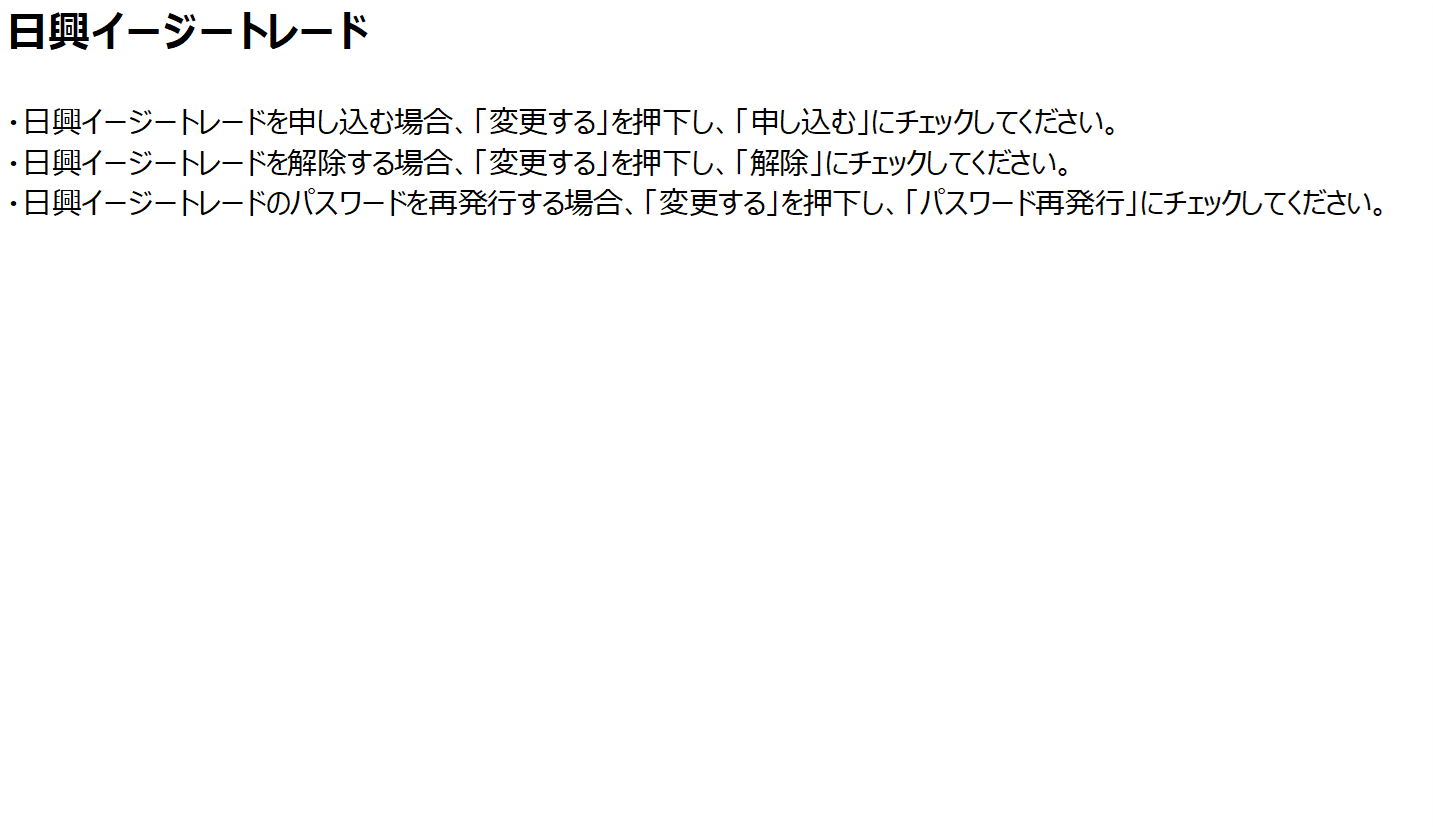 日興イージートレード
・日興イージートレードを申し込む場合、「変更する」を押下し、「申し込む」にチェックしてください。
・日興イージートレードを解除する場合、「変更する」を押下し、「解除」にチェックしてください。
・日興イージートレードのパスワードを再発行する場合、「変更する」を押下し、「パスワード再発行」にチェックしてください。